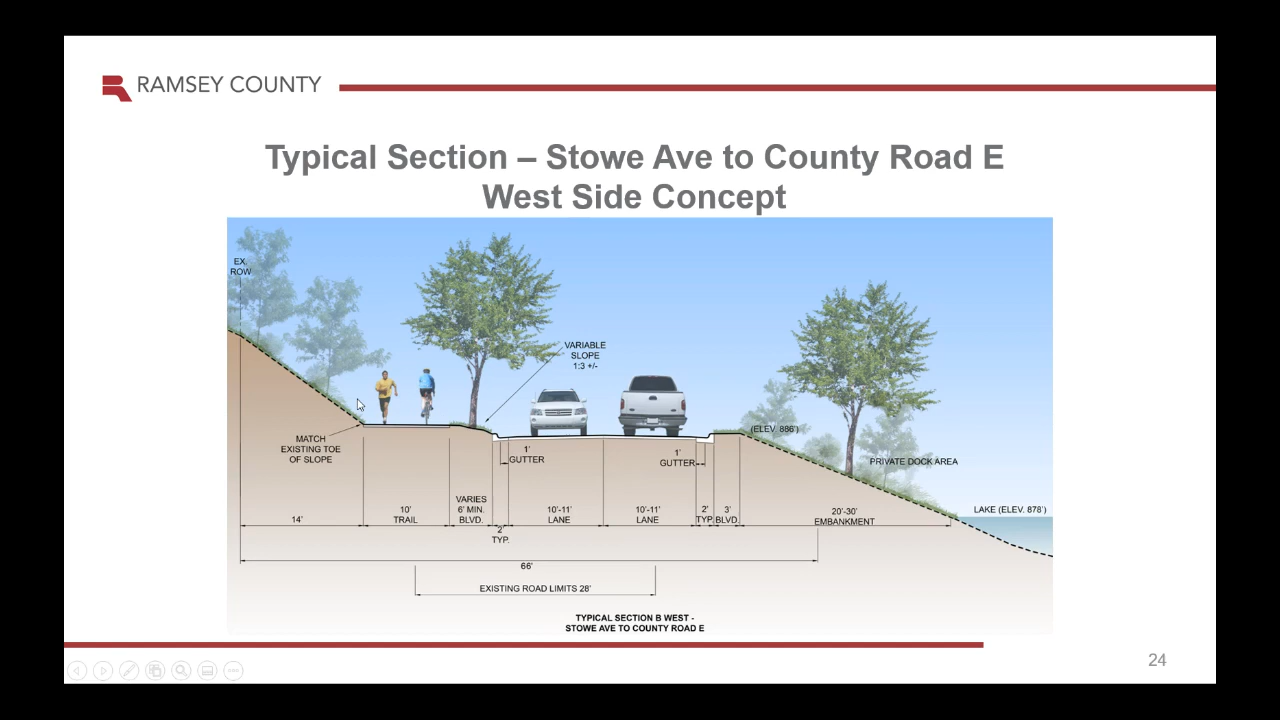 RAMSEY COUNTY
Typical Section – Stowe Ave to County Road E
West Side Concept
EX.
ROW
VARIABLE
SLOPE
1:3 +/-
(ELEV. 886')
MATCH
EXISTING TOE
OF SLOPE
1'
GUTTER
1'
GUTTER
PRIVATE DOCK AREA
14'
10'
TRAIL
VARIES
6' MIN.
BLVD.
2'
TYP.
10'-11'
LANE
10'-11'
LANE
2'
TYP.
3'
BLVD.
20'-30'
EMBANKMENT
LAKE (ELEV. 878')
66'
EXISTING ROAD LIMITS 28'
TYPICAL SECTION B WEST -
STOWE AVE TO COUNTY ROAD E
24